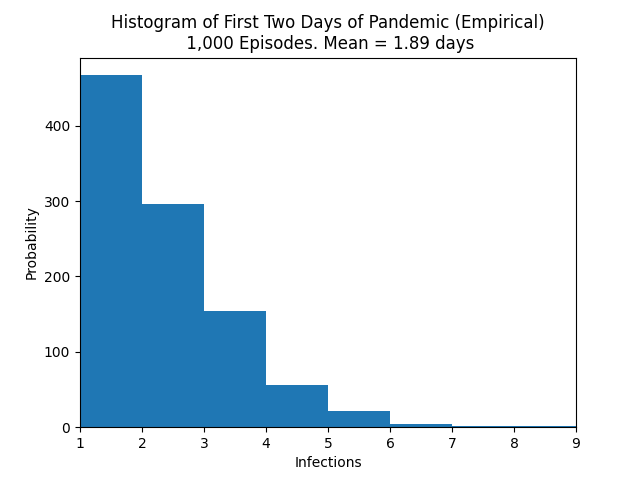 Histogram of First Two Days of Pandemic (Empirical)
1,000 Episodes. Mean = 1.89 days
Probability
400
300
200
100
0
1 2 3 4 5 6 7 8 9
Infections